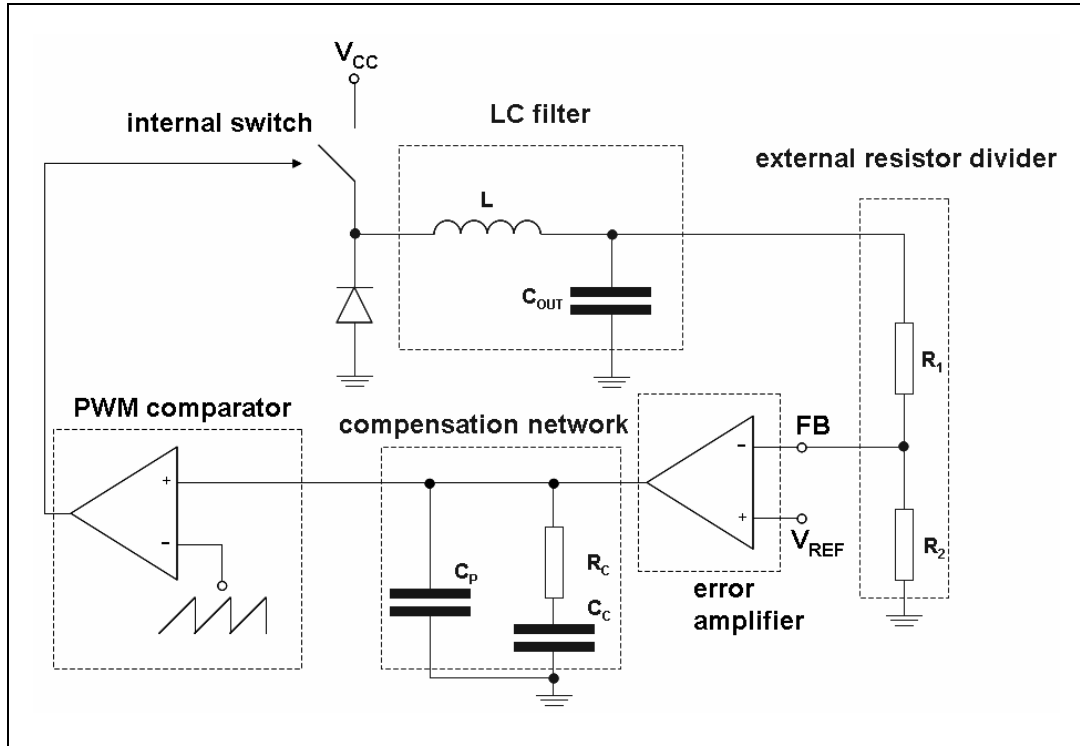 V_CC
internal switch
LC filter
external resistor divider
L
C_OUT
R_1
PWM comparator
compensation network
FB
-
+
+
-
V_REF
R_2
C_P
R_C
C_C
error
amplifier